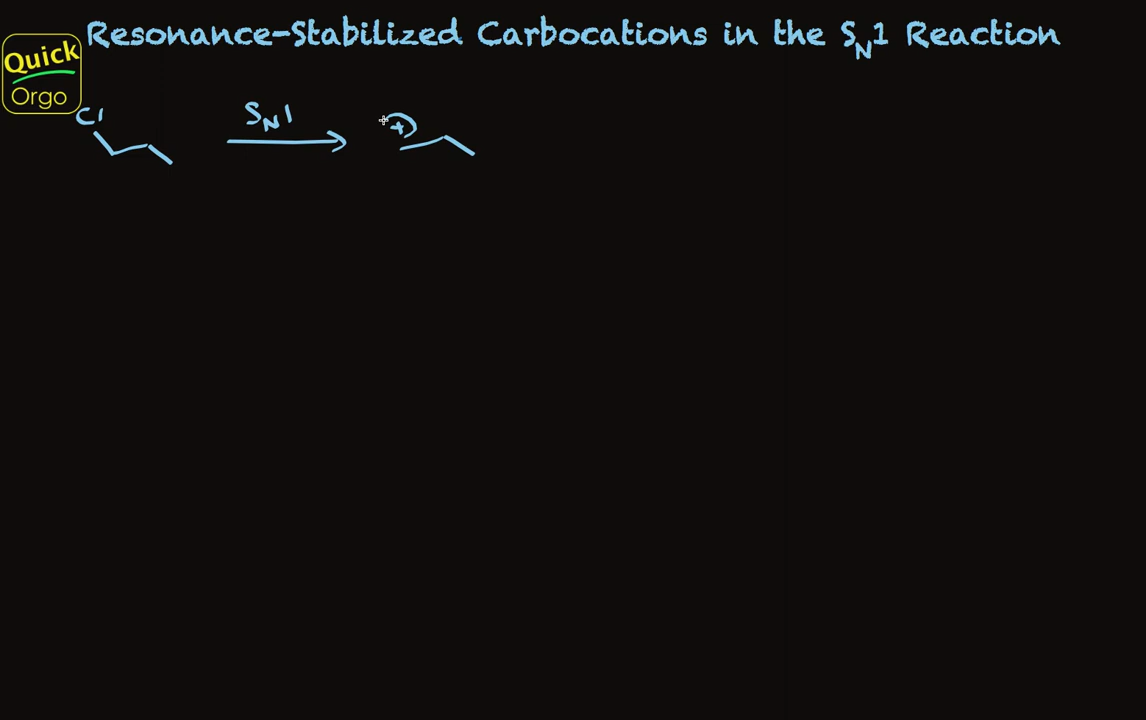 Resonance-Stabilized Carbocations in the SN1 Reaction
Quick
Orgo
Cl
SN1
+